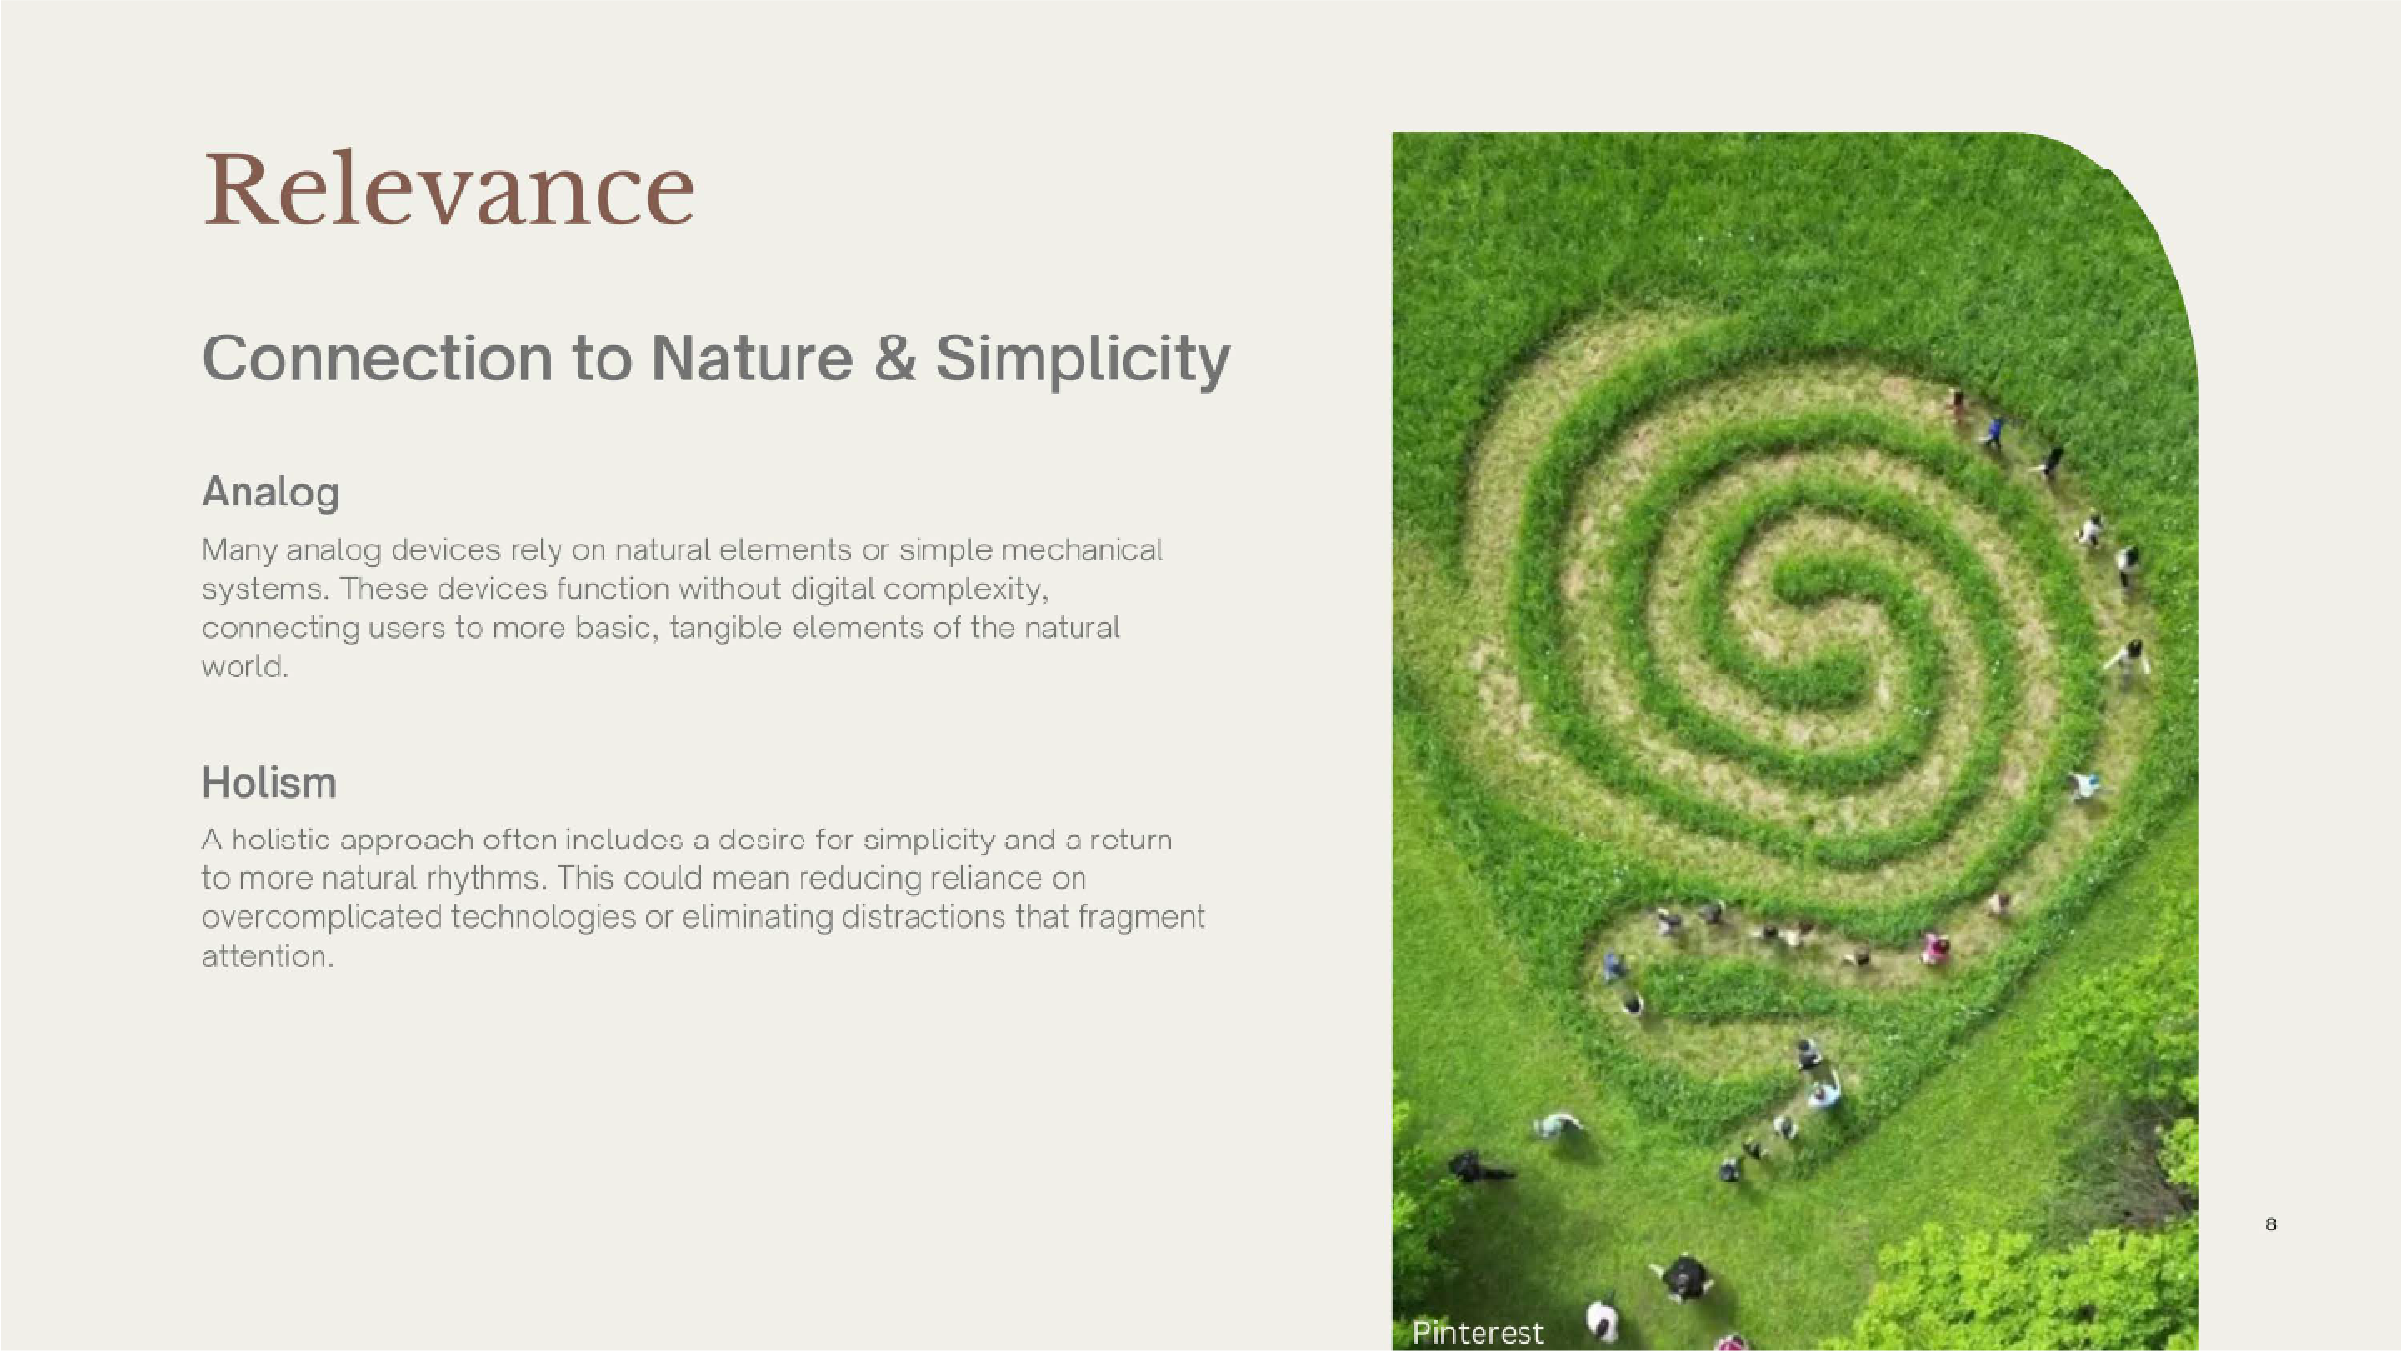 Relevance
Connection to Nature & Simplicity
Analog
Many analog devices rely on natural elements or simple mechanical
systems. These devices function without digital complexity,
connecting users to more basic, tangible elements of the natural
world.
Holism
A holistic approach often includes a desire for simplicity and a return
to more natural rhythms. This could mean reducing reliance on
overcomplicated technologies or eliminating distractions that fragment
attention.
8
Pinterest